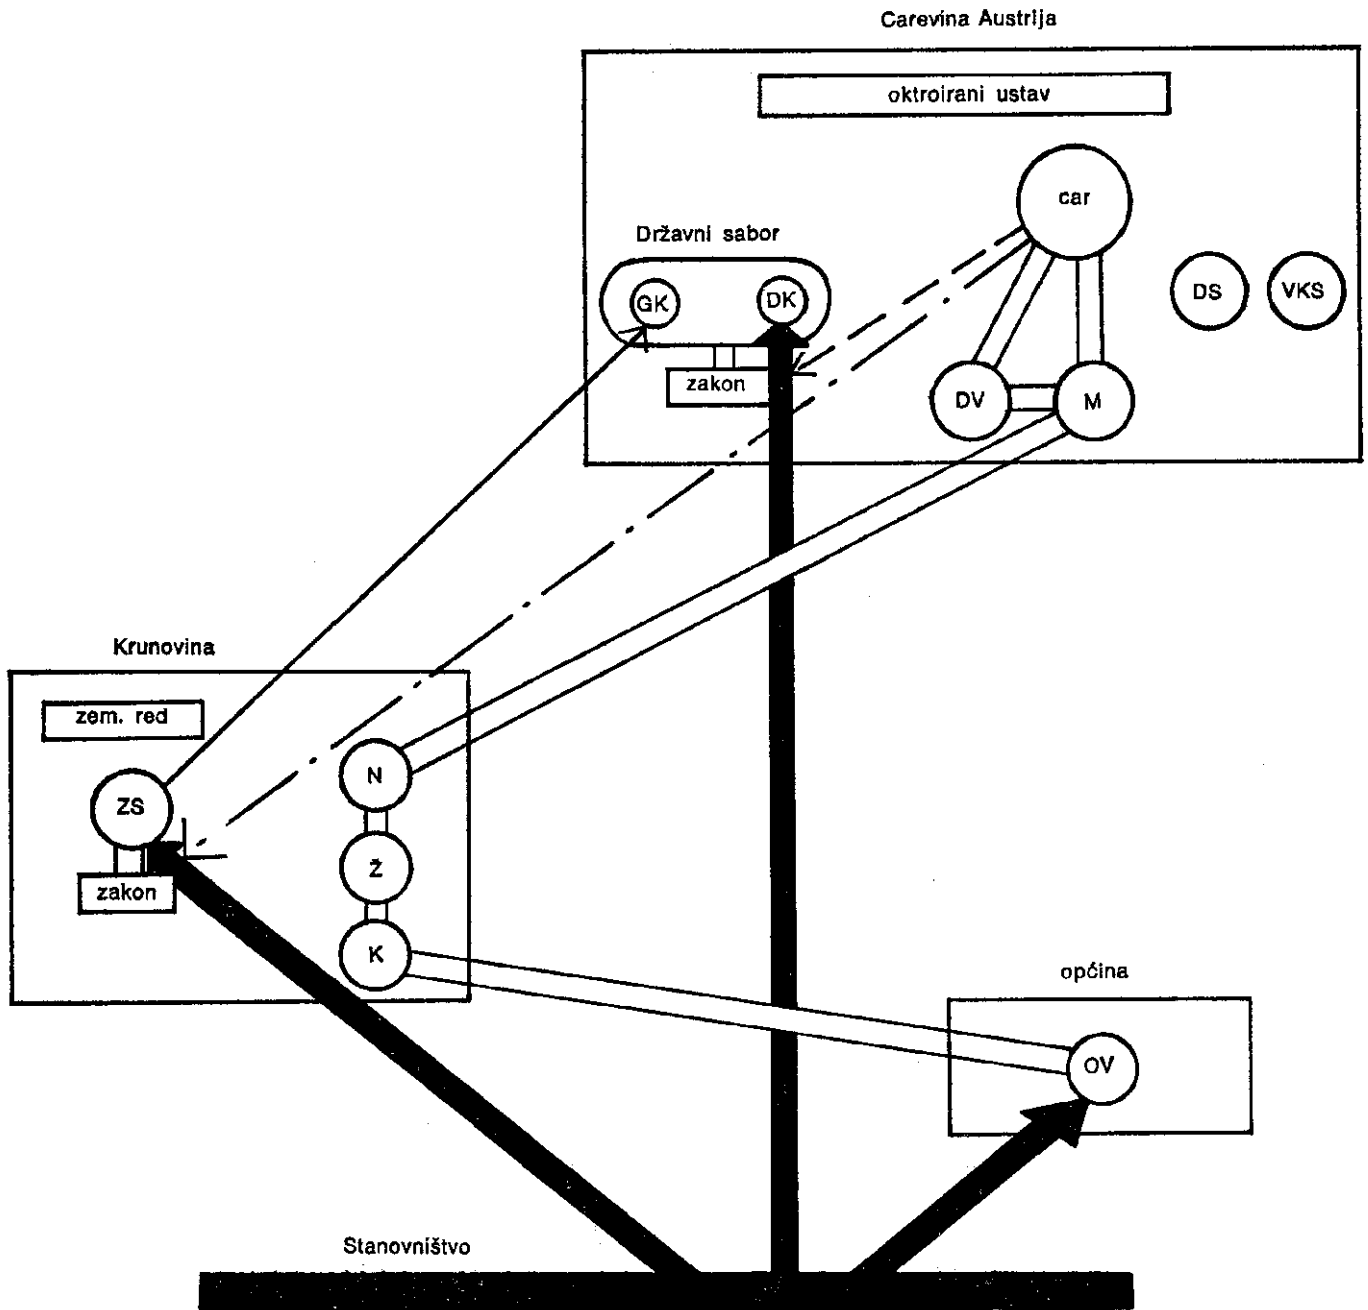 Carevina Austrija
oktroirani ustav
car
Državni sabor
GK
DK
DS
VKS
zakon
DV
M
Krunovina
zem. red
N
ZS
Ž
zakon
K
općina
OV
Stanovništvo